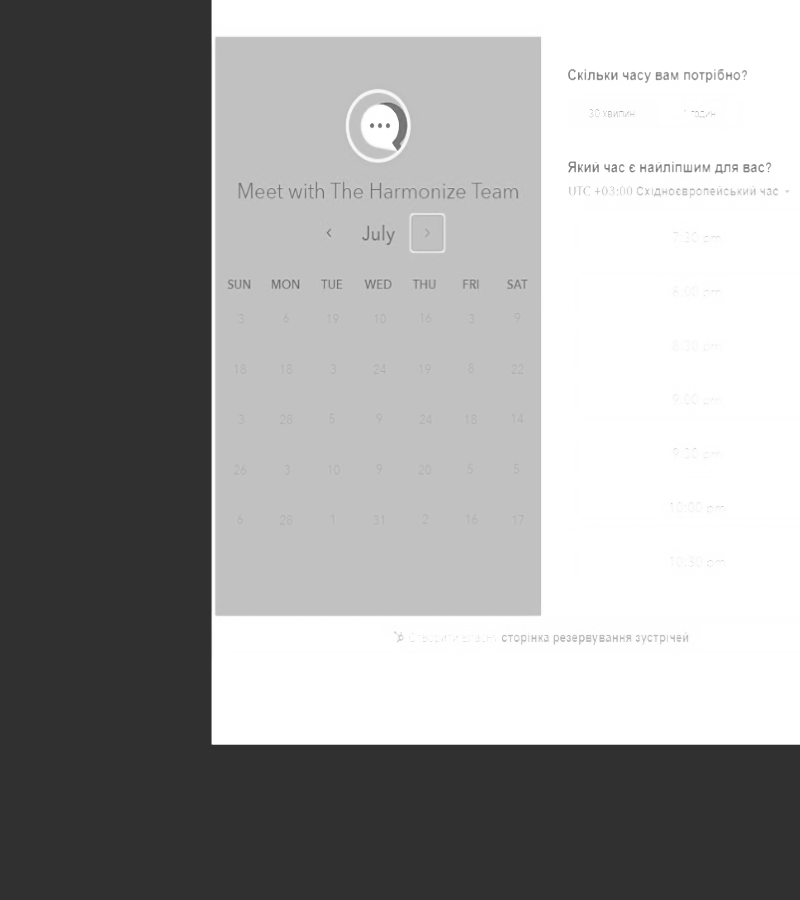 Meet with The Harmonize Team
July
SUN MON TUE WED THU FRI SAT
3 6 19 10 16 3 9
18 18 3 24 19 8 22
3 28 5 9 24 18 14
26 3 10 9 20 5 5
6 28 1 31 2 16 17
Скільки часу вам потрібно?
30 хвилин
годин
Який час є найліпшим для вас?
UTC +03:00 Східноєвропейський час
7:30 pm
8:00 pm
8:30 pm
9:00 pm
9:30 pm
10:00 pm
10:30 pm
Створити власну сторінка резервування зустрічей